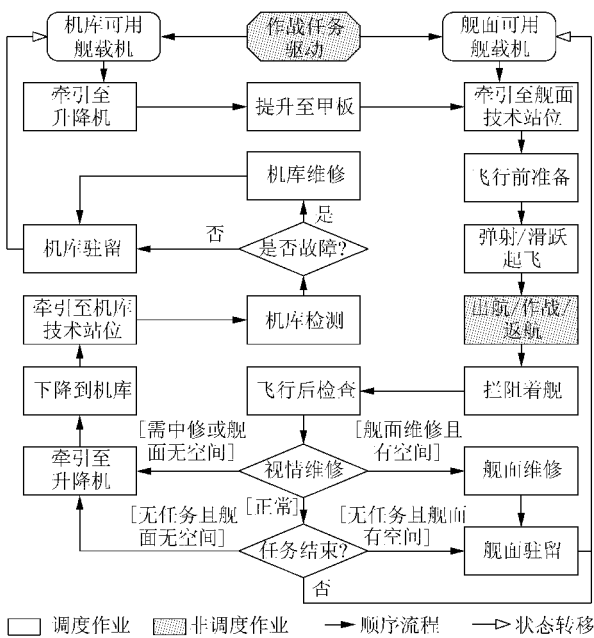 机库可用
舰载机
作战任务
驱动
舰面可用
舰载机
牵引至
升降机
提升至甲板
牵引至舰面
技术站位
机库维修
飞行前准备
是
否
机库驻留
是否故障?
弹射/滑跃
起飞
牵引至机库
技术站位
机库检测
出航/作战/
返航
下降到机库
飞行后检查
拦阻着舰
[需中修或舰
面无空间]
[舰面维修且
有空间]
牵引至
升降机
视情维修
舰面维修
[正常]
[无任务且舰
面无空间]
[无任务且舰面
有空间]
任务结束?
舰面驻留
否
调度作业
非调度作业
顺序流程
状态转移